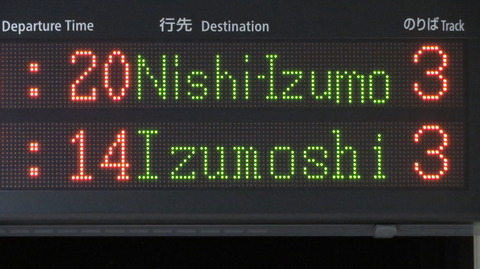 Departure Time 行先 Destination のりば Track
: 20 Nishi-Izumo 3
: 14 Izumoshi 3